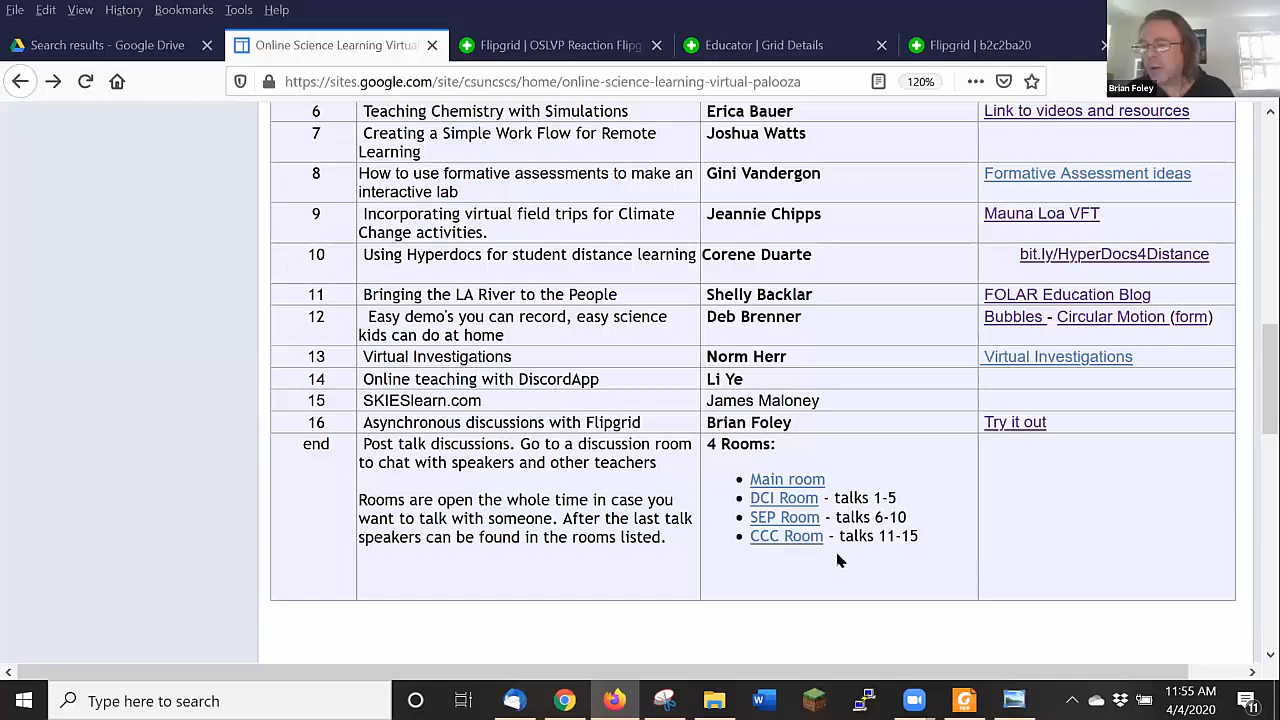 File Edit View History Bookmarks Tools Help
Search results - Google Drive
Online Science Learning Virtua
Flipgrid | OSLVP Reaction Flipg
Educator | Grid Details
Flipgrid | b2c2ba20
https://sites.google.com/site/csuncscs/home/online-science-learning-virtual-palooza
120%
Brian Foley
6 Teaching Chemistry with Simulations Erica Bauer Link to videos and resources
7 Creating a Simple Work Flow for Remote Joshua Watts
Learning
8 How to use formative assessments to make an Gini Vandergon Formative Assessment ideas
interactive lab
9 Incorporating virtual field trips for Climate Jeannie Chipps Mauna Loa VFT
Change activities.
10 Using Hyperdocs for student distance learning Corene Duarte bit.ly/HyperDocs4Distance
11 Bringing the LA River to the People Shelly Backlar FOLAR Education Blog
12 Easy demo's you can record, easy science Deb Brenner Bubbles - Circular Motion (form)
kids can do at home
13 Virtual Investigations Norm Herr Virtual Investigations
14 Online teaching with DiscordApp Li Ye
15 SKIESlearn.com James Maloney
16 Asynchronous discussions with Flipgrid Brian Foley Try it out
end Post talk discussions. Go to a discussion room 4 Rooms:
to chat with speakers and other teachers
• Main room
Rooms are open the whole time in case you • DCI Room - talks 1-5
want to talk with someone. After the last talk • SEP Room - talks 6-10
speakers can be found in the rooms listed. • CCC Room - talks 11-15
Type here to search
11:55 AM
4/4/2020
11